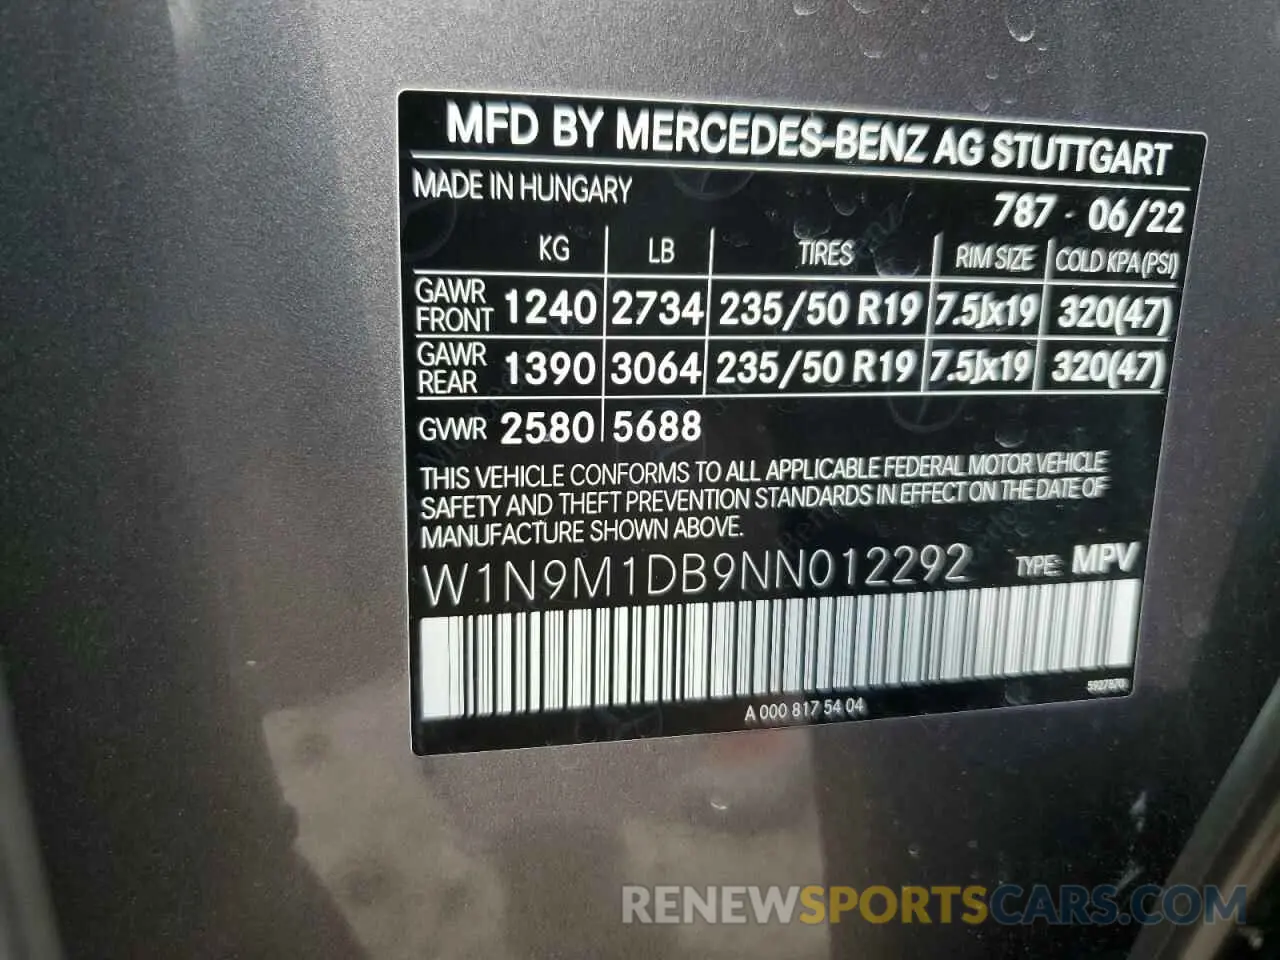 MFD BY MERCEDES-BENZ AG STUTTGART
MADE IN HUNGARY
787 - 06/22
KG LB TIRES RIM SIZE COLD KPA(PSI)
GAWR FRONT 1240 2734 235/50 R19 7.5Jx19 320(47)
GAWR REAR 1390 3064 235/50 R19 7.5Jx19 320(47)
GVWR 2580 5688
THIS VEHICLE CONFORMS TO ALL APPLICABLE FEDERAL MOTOR VEHICLE
SAFETY AND THEFT PREVENTION STANDARDS IN EFFECT ON THE DATE OF
MANUFACTURE SHOWN ABOVE.
W1N9M1DB9NN012292 TYPE: MPV
5927820
A 000 817 54 04
RENEWSPORTSCARS.COM